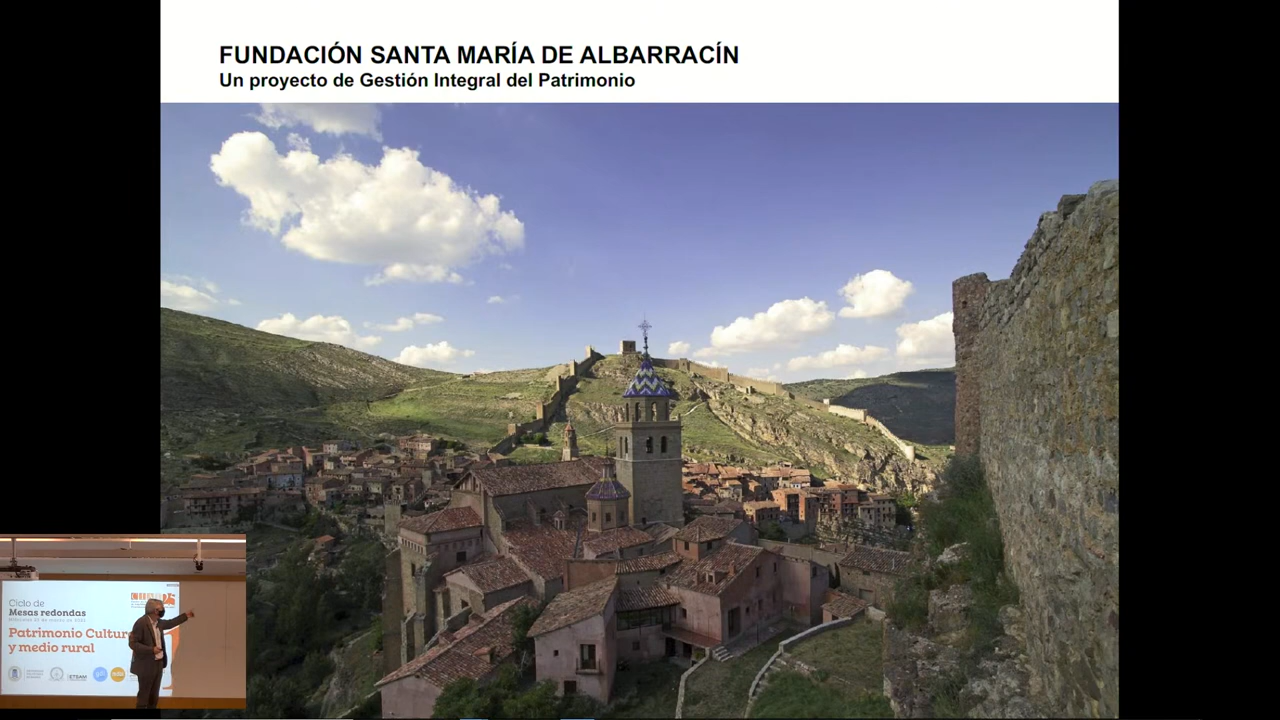 FUNDACIÓN SANTA MARÍA DE ALBARRACÍN
Un proyecto de Gestión Integral del Patrimonio
Ciclo de
Mesas redondas
Patrimonio Cultur
y medio rural
ETSAM